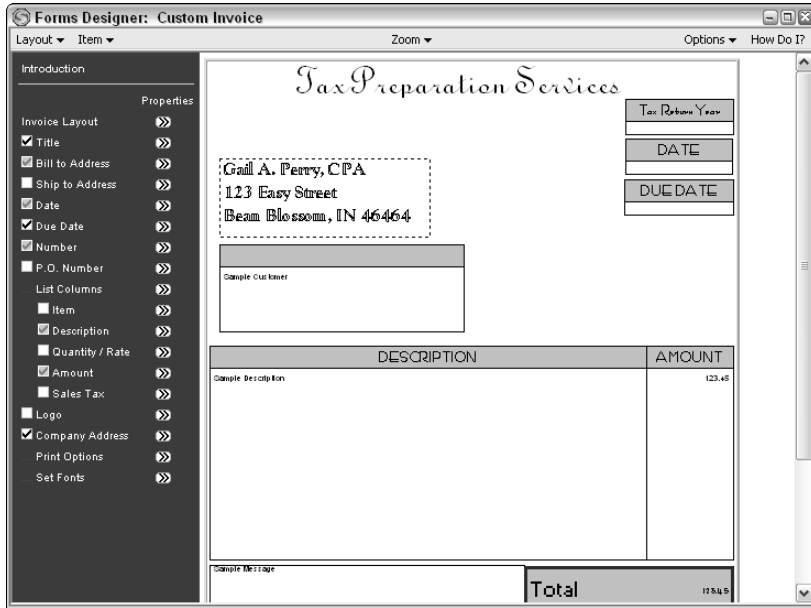 Forms Designer: Custom Invoice
Layout Item Zoom Options How Do I?
Introduction
Properties
Invoice Layout
Title
Bill to Address
Ship to Address
Date
Due Date
Number
P.O. Number
List Columns
Item
Description
Quantity / Rate
Amount
Sales Tax
Logo
Company Address
Print Options
Set Fonts
Tax Preparation Services
Tax Return Year
DATE
DUE DATE
Gail A. Perry, CPA
123 Easy Street
Bean Blossom, IN 46464
Sample Customer
DESCRIPTION AMOUNT
Sample Description 123.45
Sample Message
Total 123.45